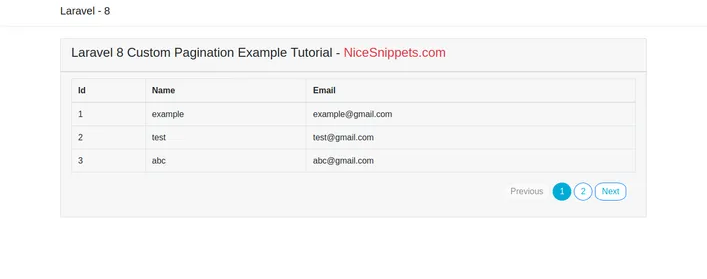 Laravel - 8
Laravel 8 Custom Pagination Example Tutorial - NiceSnippets.com
Id Name Email
1 example example@gmail.com
2 test test@gmail.com
3 abc abc@gmail.com
Previous 1 2 Next